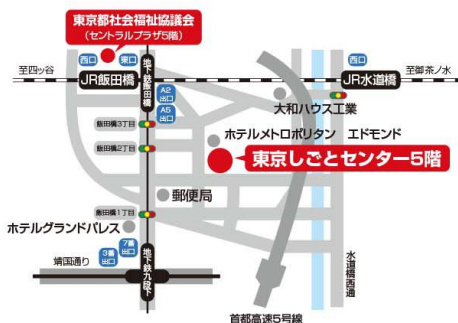 東京都社会福祉協議会
(セントラルプラザ5階)
西口
東口
西口
至四ッ谷
JR飯田橋
地下鉄飯田橋
JR水道橋
至御茶ノ水
A2
出口
A5
出口
大和ハウス工業
飯田橋3丁目
ホテルメトロポリタン エドモンド
飯田橋2丁目
東京しごとセンター5階
郵便局
飯田橋1丁目
ホテルグランドパレス
7番
出口
3番
出口
靖国通り
地下鉄九段下
水道橋西通
首都高速5号線